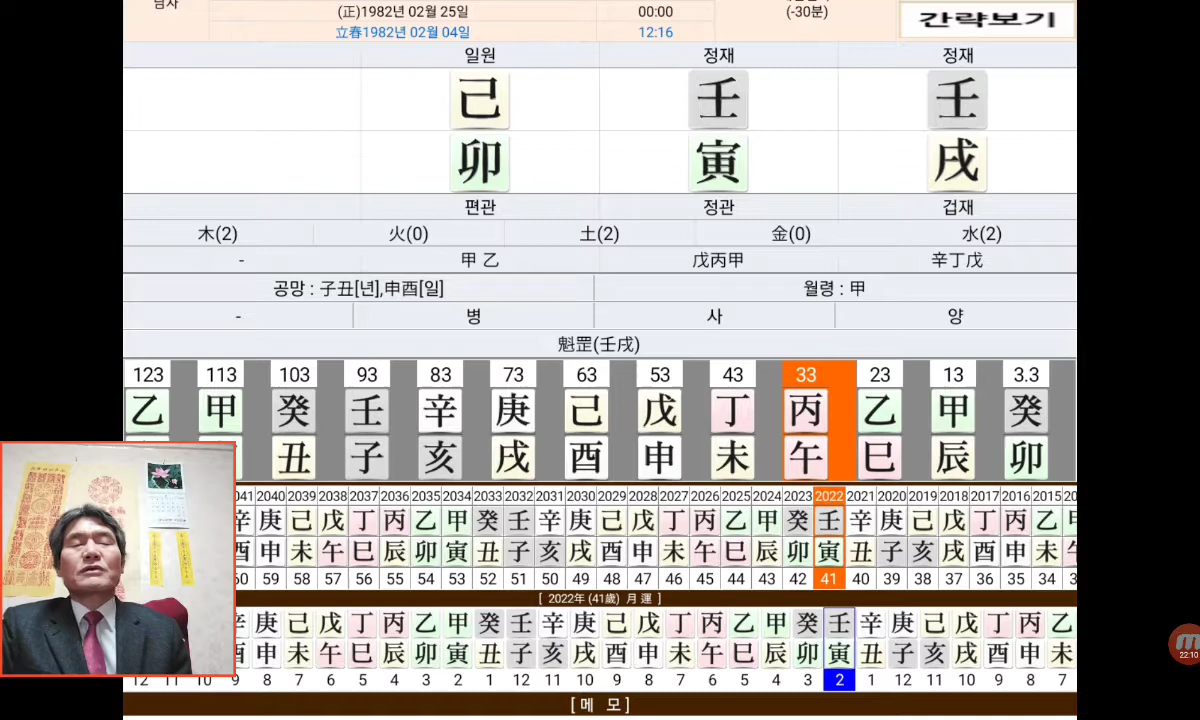 (正)1982년 02월 25일 00:00 (-30분) 간략보기
立春1982년 02월 04일 12:16
일원 정재 정재
己 壬 壬
卯 寅 戌
편관 정관 겁재
木(2) 火(0) 土(2) 金(0) 水(2)
- 甲 乙 戊丙甲 辛丁戊
공망 : 子丑[년],申酉[일] 월령 : 甲
- 병 사 양
魁罡(壬戌)
123 113 103 93 83 73 63 53 43 33 23 13 3.3
乙 甲 癸 壬 辛 庚 己 戊 丁 丙 乙 甲 癸
丑 子 亥 戌 酉 申 未 午 巳 辰 卯
041 2040 2039 2038 2037 2036 2035 2034 2033 2032 2031 2030 2029 2028 2027 2026 2025 2024 2023 2022 2021 2020 2019 2018 2017 2016 2015 20
辛 庚 己 戊 丁 丙 乙 甲 癸 壬 辛 庚 己 戊 丁 丙 乙 甲 癸 壬 辛 庚 己 戊 丁 丙 乙 甲
酉 申 未 午 巳 辰 卯 寅 丑 子 亥 戌 酉 申 未 午 巳 辰 卯 寅 丑 子 亥 戌 酉 申 未 午
60 59 58 57 56 55 54 53 52 51 50 49 48 47 46 45 44 43 42 41 40 39 38 37 36 35 34 3
[ 2022年 (41歲) 月 運 ]
辛 庚 己 戊 丁 丙 乙 甲 癸 壬 辛 庚 己 戊 丁 丙 乙 甲 癸 壬 辛 庚 己 戊 丁 丙 乙
酉 申 未 午 巳 辰 卯 寅 丑 子 亥 戌 酉 申 未 午 巳 辰 卯 寅 丑 子 亥 戌 酉 申 未
12 11 10 9 8 7 6 5 4 3 2 1 12 11 10 9 8 7 6 5 4 3 2 1 12 11 10 9 8 7
[ 메 모 ]
22:10